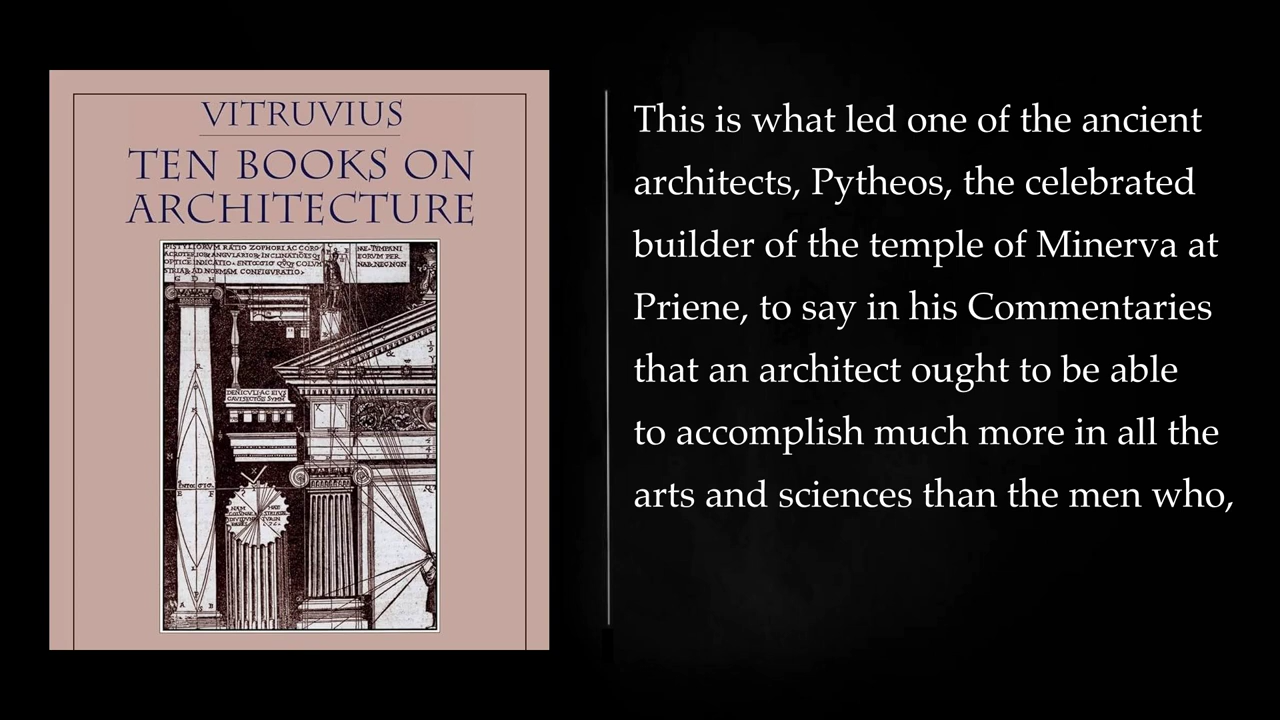 VITRUVIUS
TEN BOOKS ON
ARCHITECTURE
This is what led one of the ancient
architects, Pytheos, the celebrated
builder of the temple of Minerva at
Priene, to say in his Commentaries
that an architect ought to be able
to accomplish much more in all the
arts and sciences than the men who,